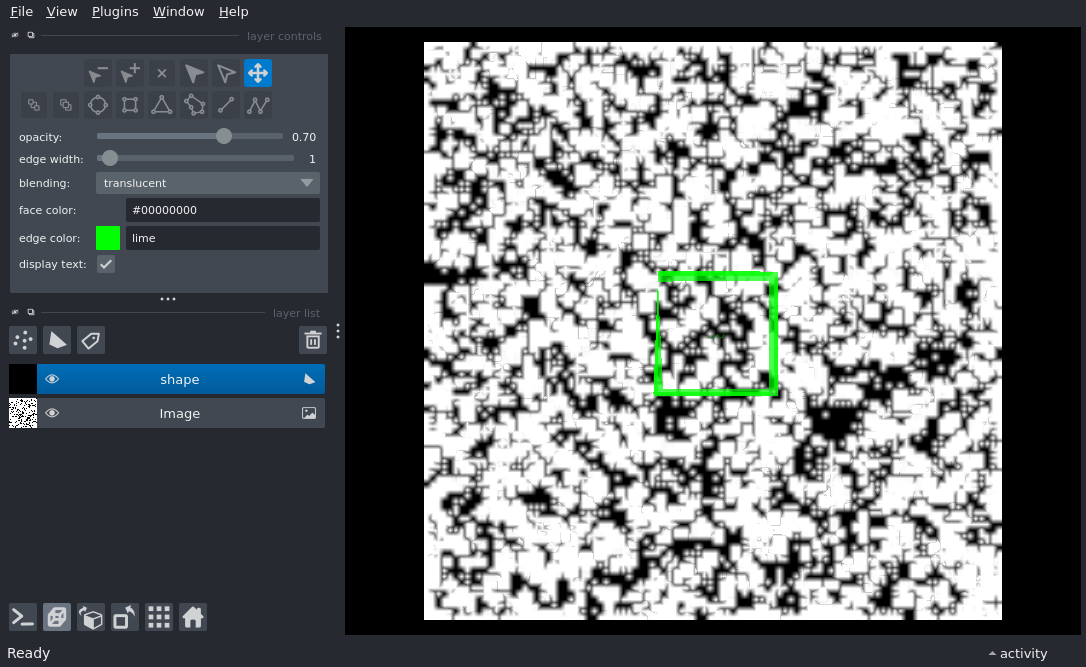 File View Plugins Window Help
layer controls
opacity: 0.70
edge width: 1
blending: translucent
face color: #00000000
edge color: lime
display text:
layer list
shape
Image
Ready
activity